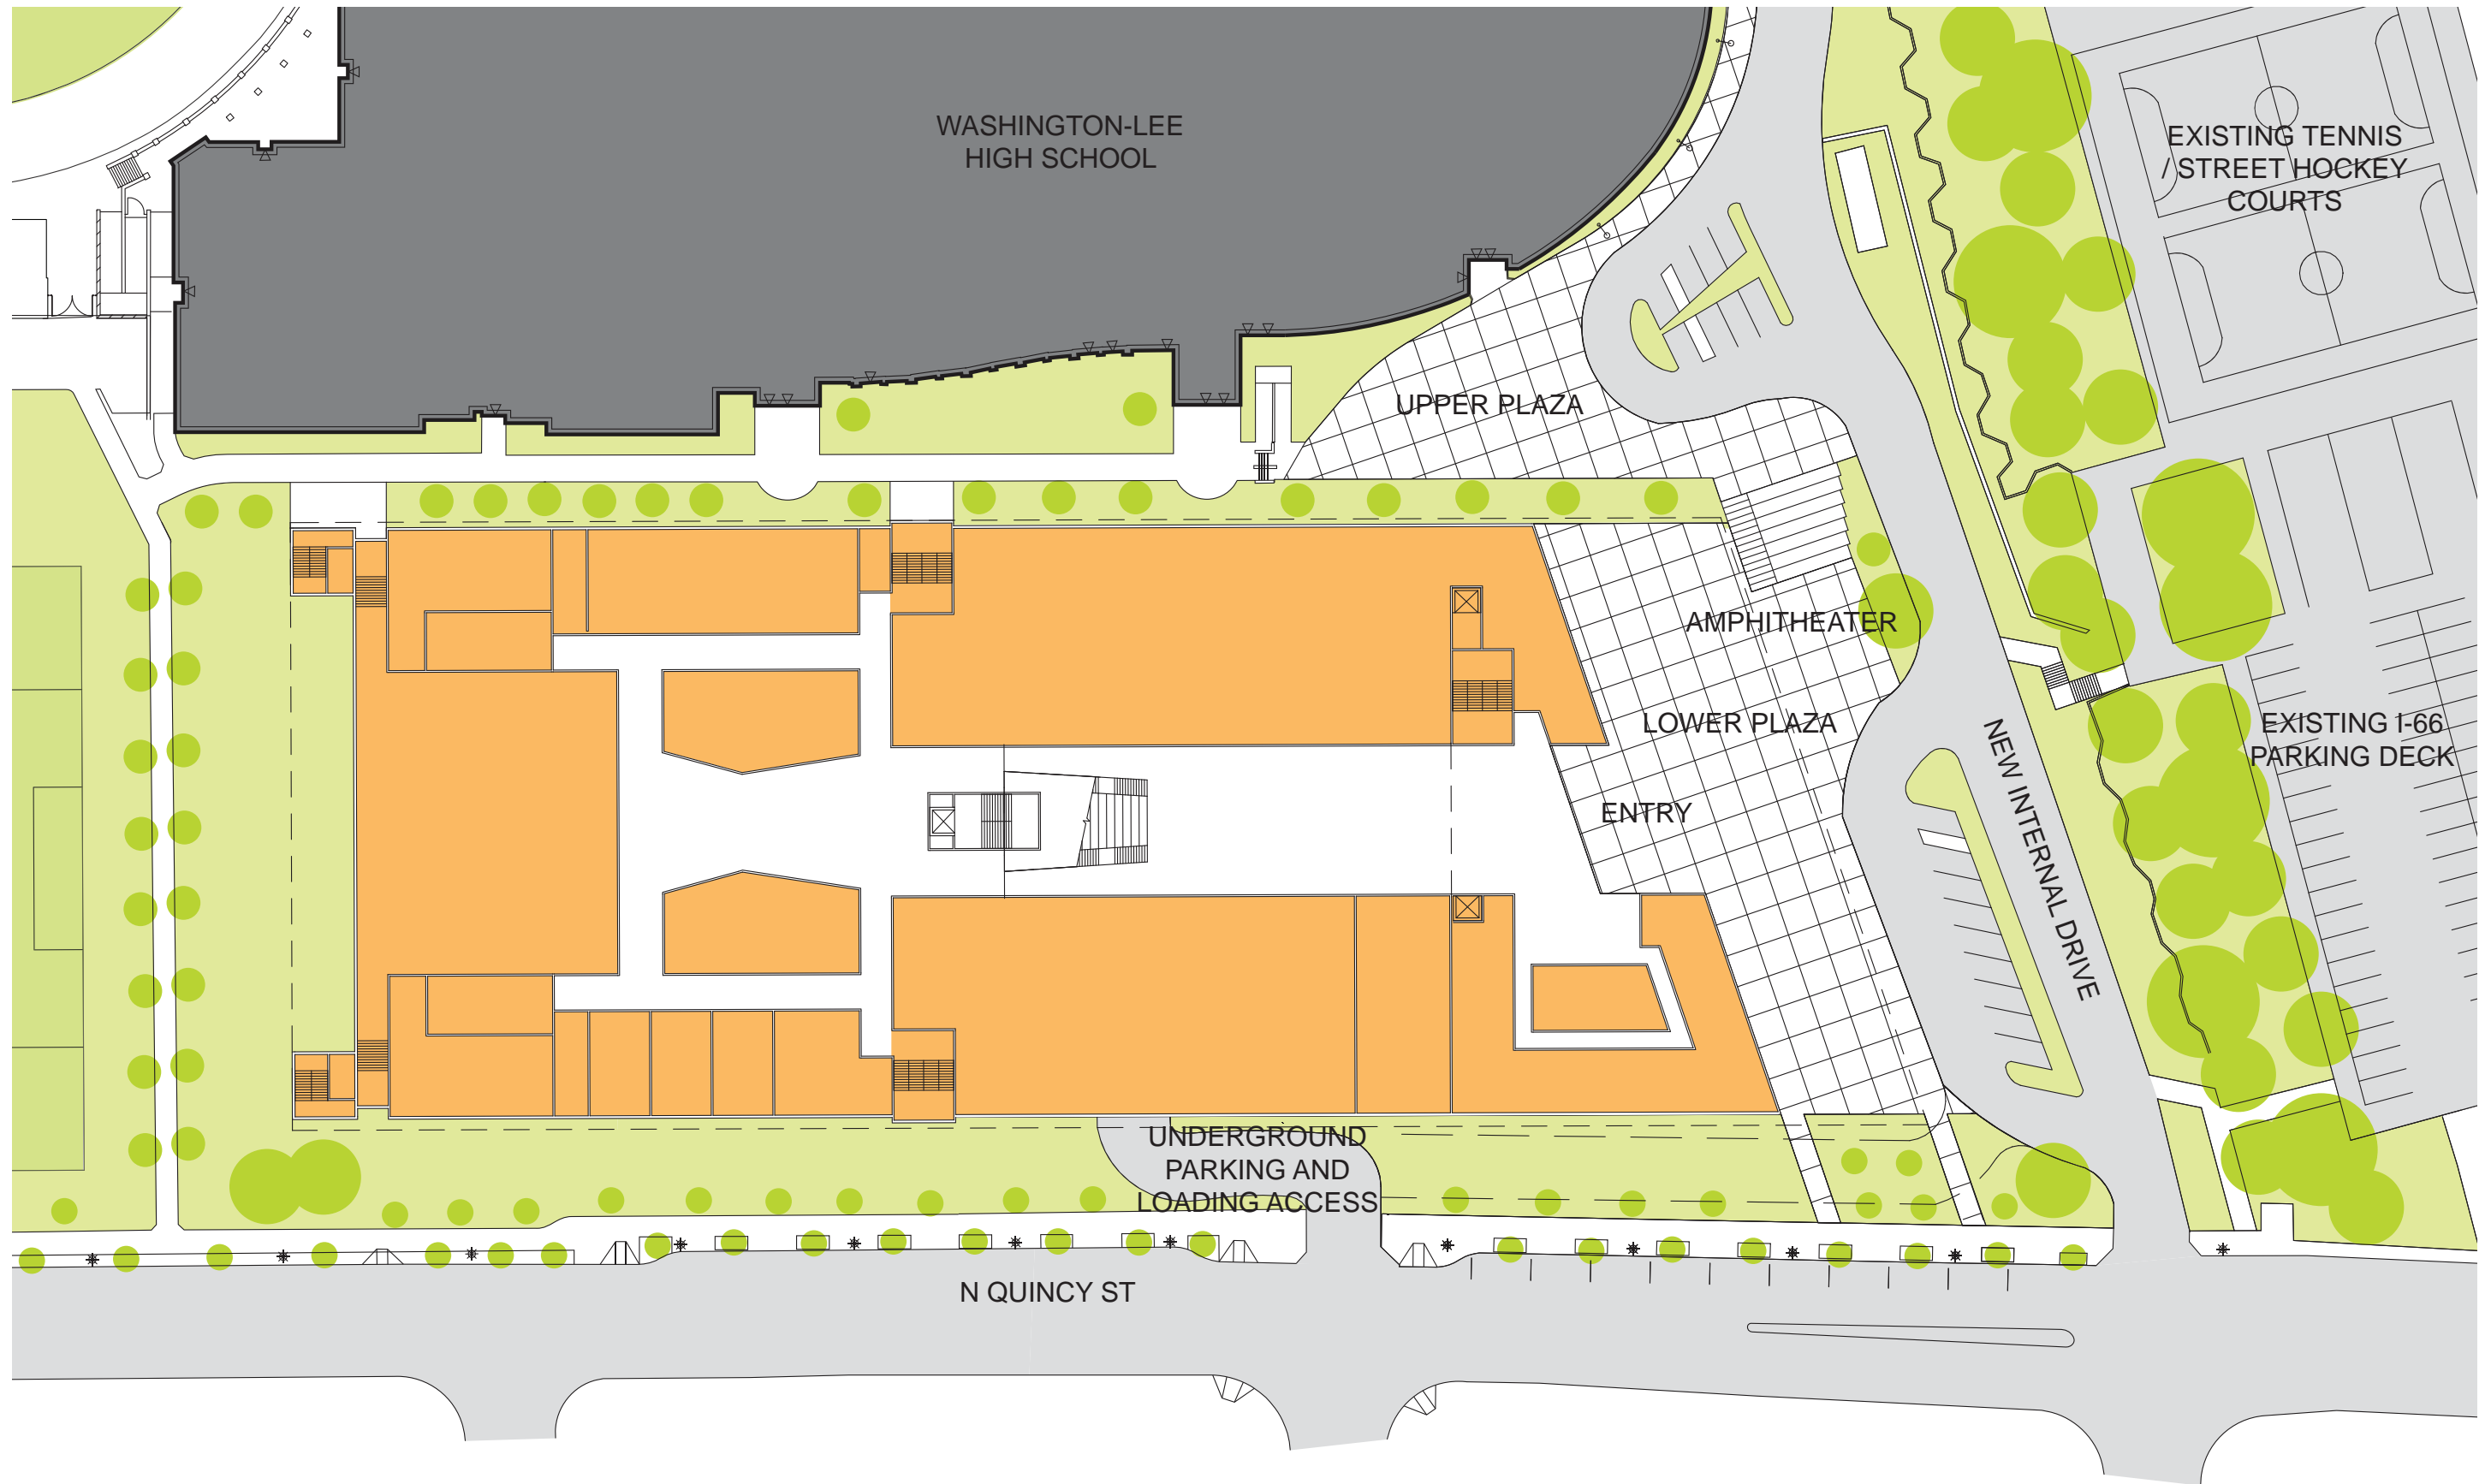 WASHINGTON-LEE
HIGH SCHOOL
EXISTING TENNIS
/ STREET HOCKEY
COURTS
UPPER PLAZA
AMPHITHEATER
LOWER PLAZA
ENTRY
NEW INTERNAL DRIVE
EXISTING I-66
PARKING DECK
UNDERGROUND
PARKING AND
LOADING ACCESS
N QUINCY ST